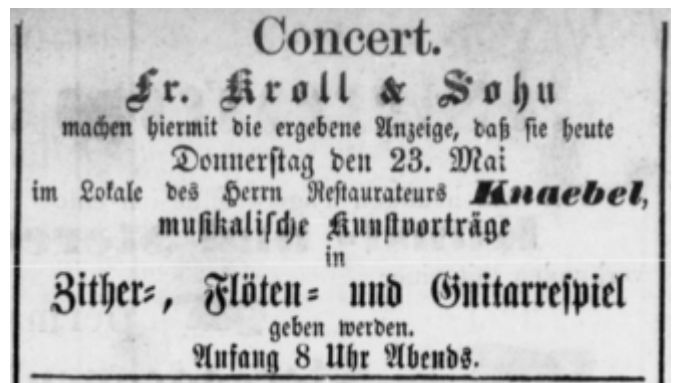 Concert.
Fr. Kroll & Sohn
machen hiermit die ergebene Anzeige, daß sie heute
Donnerstag den 23. Mai
im Lokale des Herrn Restaurateurs Knaebel,
musikalische Kunstvorträge
in
Zither-, Flöten- und Guitarrespiel
geben werden.
Anfang 8 Uhr Abends.